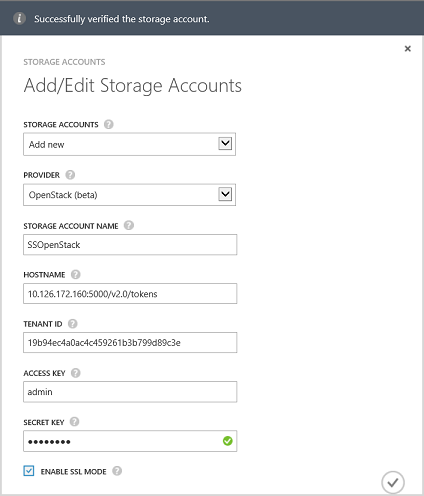 Successfully verified the storage account.
STORAGE ACCOUNTS
Add/Edit Storage Accounts
STORAGE ACCOUNTS
Add new
PROVIDER
OpenStack (beta)
STORAGE ACCOUNT NAME
SSOpenStack
HOSTNAME
10.126.172.160:5000/v2.0/tokens
TENANT ID
19b94ec4a0ac4c459261b3b799d89c3e
ACCESS KEY
admin
SECRET KEY
••••••••
ENABLE SSL MODE